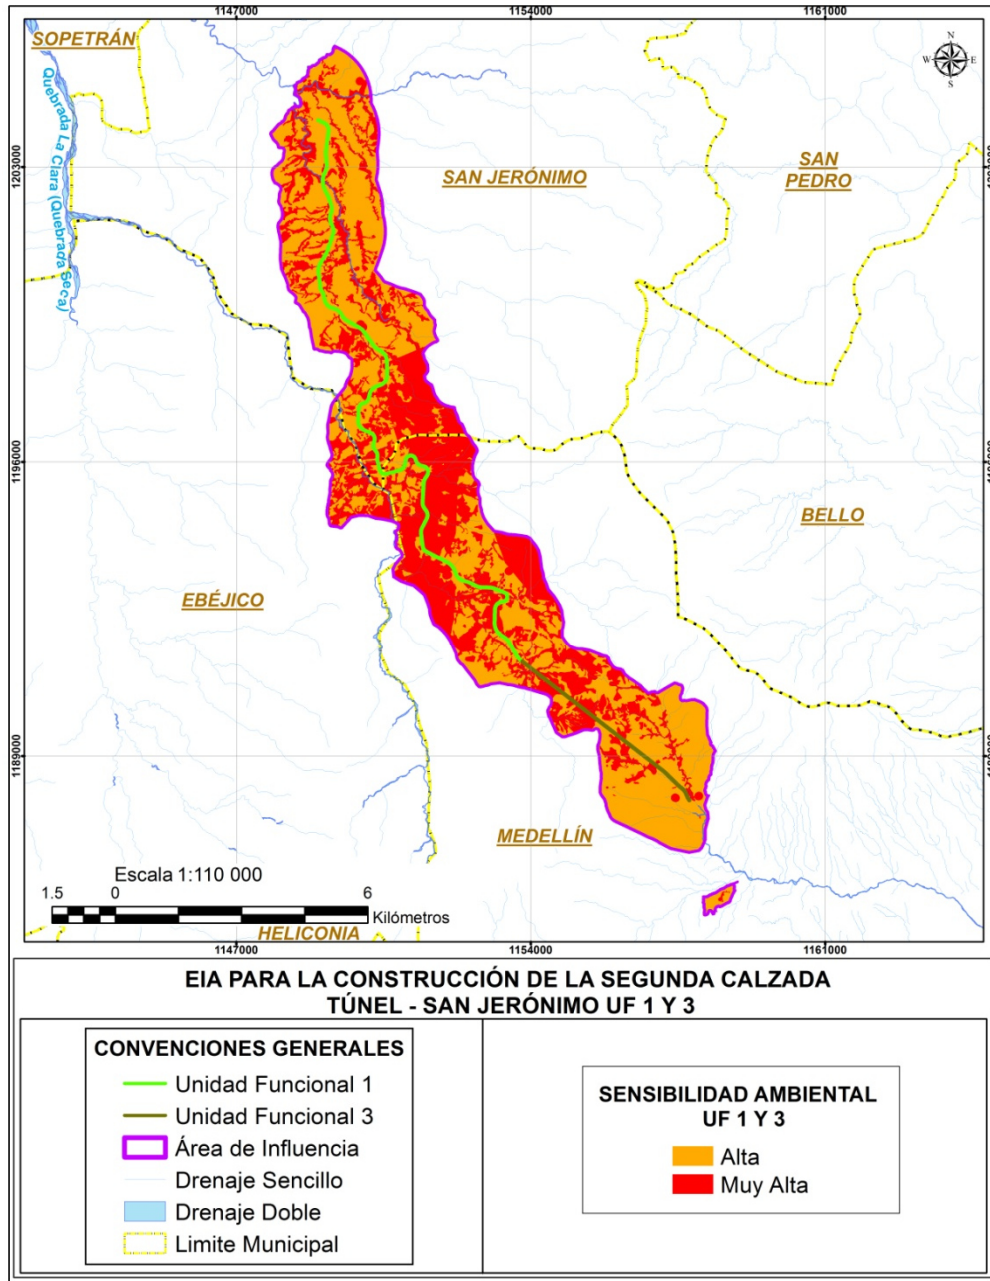 1147000
1154000
1161000
SOPETRÁN
N
W
E
S
Quebrada La Clara (Quebrada Seca)
1203000
SAN JERÓNIMO
SAN
PEDRO
1196000
BELLO
EBÉJICO
1189000
MEDELLÍN
Escala 1:110 000
1.5
0
6
Kilómetros
HELICONIA
1147000
1154000
1161000
EIA PARA LA CONSTRUCCIÓN DE LA SEGUNDA CALZADA
TÚNEL - SAN JERÓNIMO UF 1 Y 3
CONVENCIONES GENERALES
Unidad Funcional 1
Unidad Funcional 3
Área de Influencia
Drenaje Sencillo
Drenaje Doble
Limite Municipal
SENSIBILIDAD AMBIENTAL
UF 1 Y 3
Alta
Muy Alta